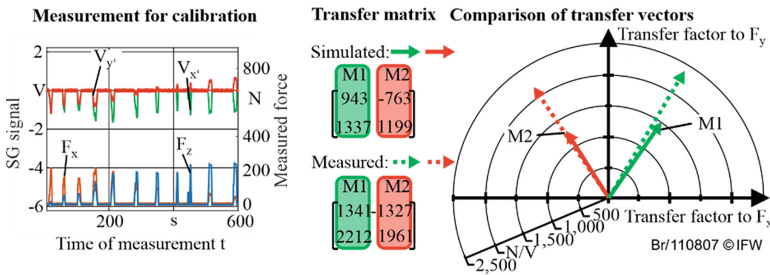 Measurement for calibration
SG signal
2
V
-2
-4
-6
Vy‘
Vx‘
Fx
Fz
800
N
400
200
0
Measured force
200
s
600
Time of measurement t
Transfer matrix
Simulated:
M1 M2
943 -763
1337 1199
Measured:
M1 M2
1341 -1327
2212 1961
Comparison of transfer vectors
Transfer factor to Fy
M2
M1
Transfer factor to Fy
500
1,000
1,500
N/V
2,500
Br/110807 © IFW